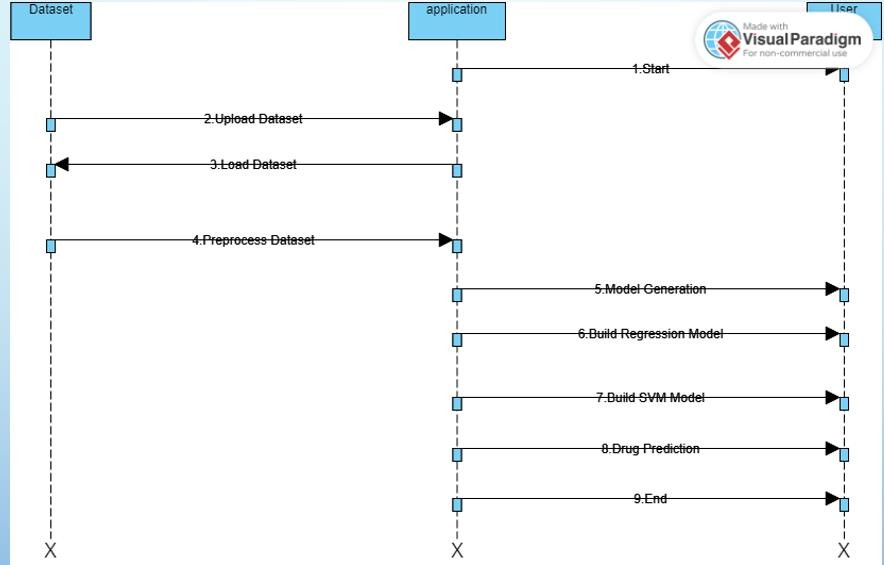 Dataset
application
User
Made with
Visual Paradigm
For non-commercial use
1.Start
2.Upload Dataset
3.Load Dataset
4.Preprocess Dataset
5.Model Generation
6.Build Regression Model
7.Build SVM Model
8.Drug Prediction
9.End
X
X
X